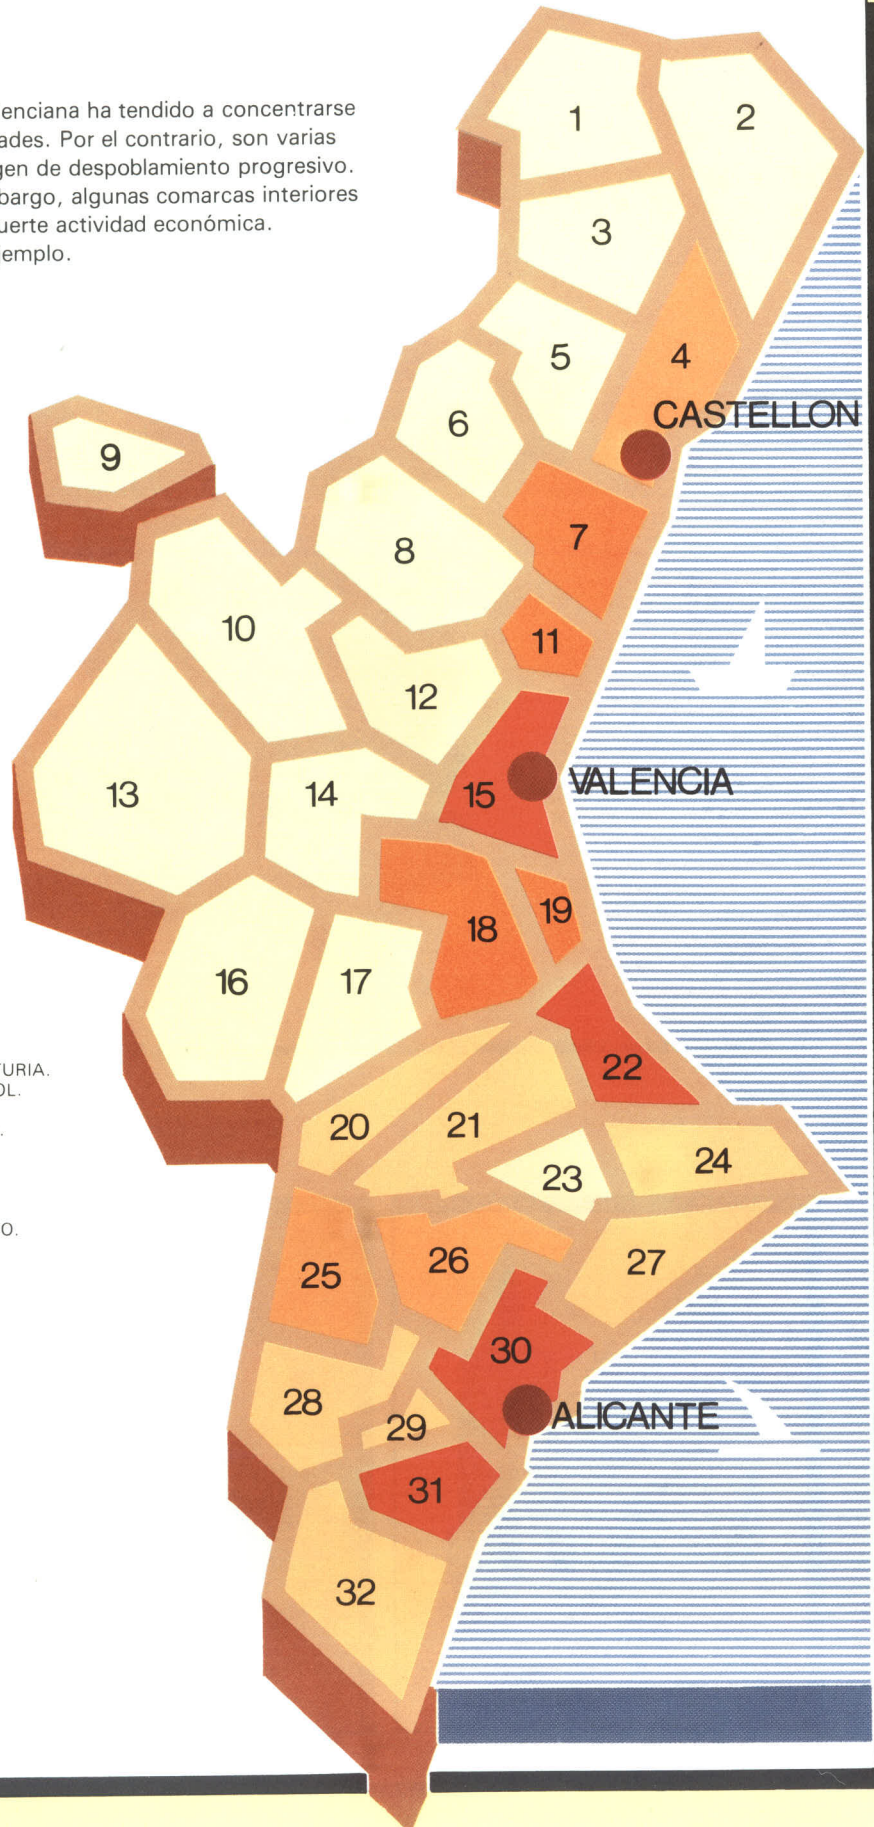 enciana ha tendido a concentrarse
ades. Por el contrario, son varias
gen de despoblamiento progresivo.
bargo, algunas comarcas interiores
uerte actividad económica.
emplo.
1
2
3
4
5
CASTELLON
6
9
7
8
10
11
12
VALENCIA
13
14
15
19
18
16
17
22
TURIA.
OL.
.
20
21
24
23
O.
26
27
25
30
28
ALICANTE
29
31
32